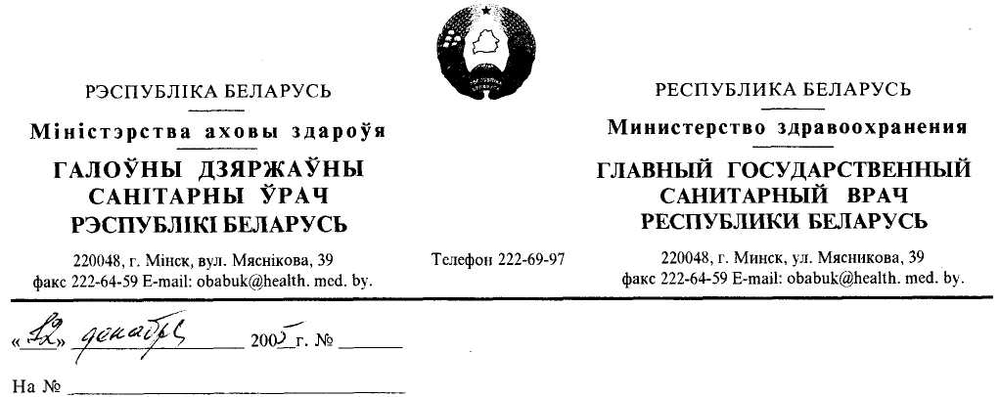 РЭСПУБЛІКА БЕЛАРУСЬ
Міністэрства аховы здароўя
ГАЛОЎНЫ ДЗЯРЖАЎНЫ
САНІТАРНЫ ЎРАЧ
РЭСПУБЛІКІ БЕЛАРУСЬ
220048, г. Мінск, вул. Мяснікова, 39
факс 222-64-59 E-mail: obabuk@health. med. by.
Телефон 222-69-97
РЕСПУБЛИКА БЕЛАРУСЬ
Министерство здравоохранения
ГЛАВНЫЙ ГОСУДАРСТВЕННЫЙ
САНИТАРНЫЙ ВРАЧ
РЕСПУБЛИКИ БЕЛАРУСЬ
220048, г. Минск, ул. Мясникова, 39
факс 222-64-59 E-mail: obabuk@health. med. by.
«12» декабря 2005 г. № ______
На № ______